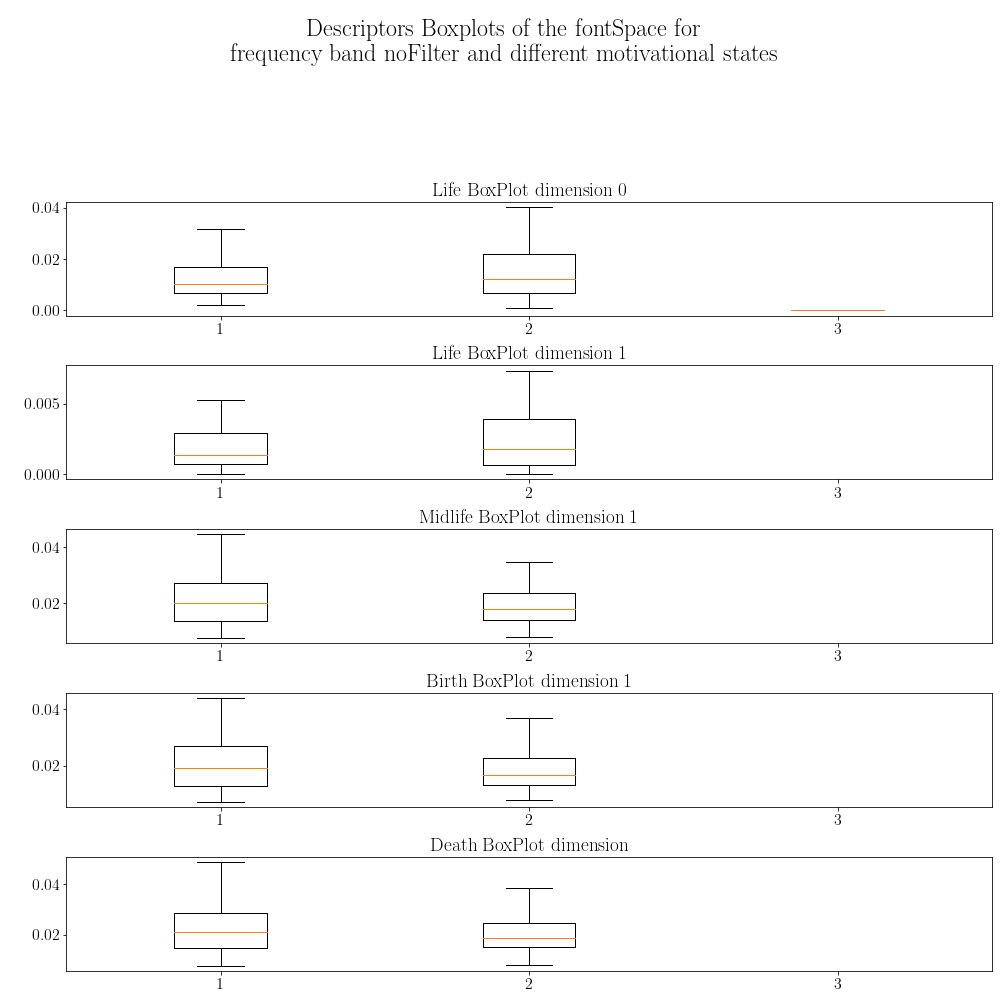 Descriptors Boxplots of the fontSpace for
frequency band noFilter and different motivational states
Life BoxPlot dimension 0
0.04
0.02
0.00
1 2 3
Life BoxPlot dimension 1
0.005
0.000
1 2 3
Midlife BoxPlot dimension 1
0.04
0.02
1 2 3
Birth BoxPlot dimension 1
0.04
0.02
1 2 3
Death BoxPlot dimension
0.04
0.02
1 2 3